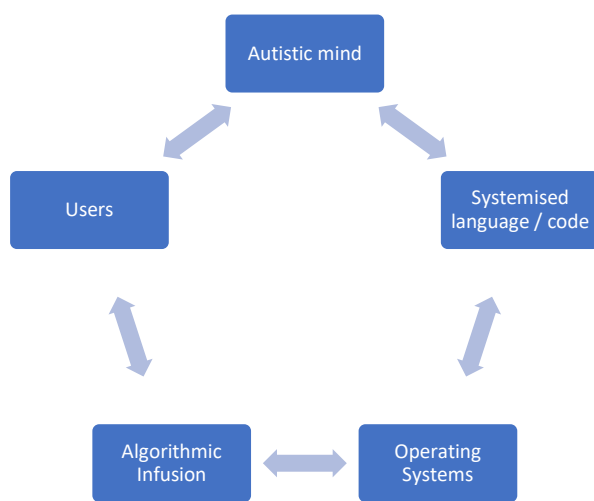 Autistic mind
Users
Systemised
language / code
Algorithmic
Infusion
Operating
Systems